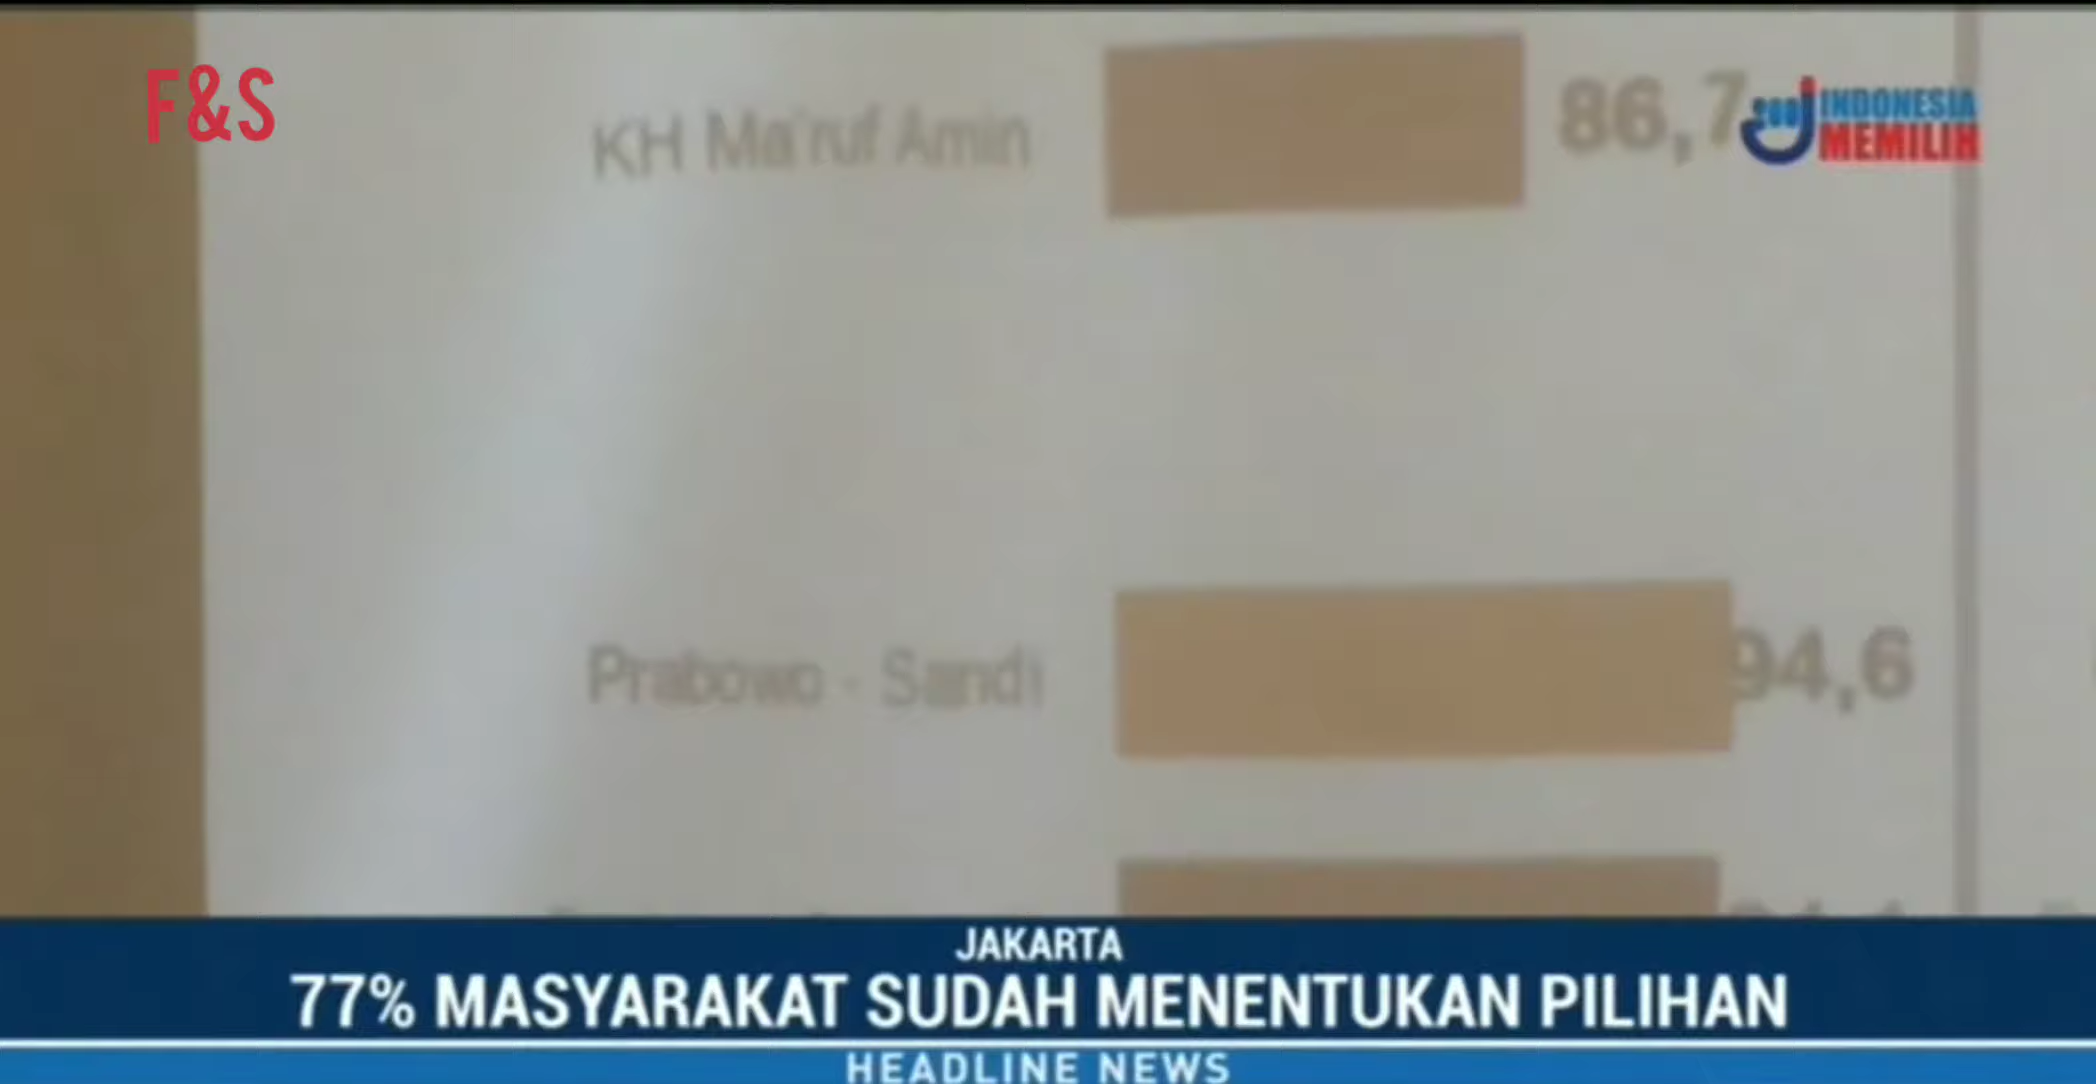 F&S
KH Ma'ruf Amin
86,7
INDONESIA
MEMILIH
Prabowo - Sandi
94,6
JAKARTA
77% MASYARAKAT SUDAH MENENTUKAN PILIHAN
HEADLINE NEWS